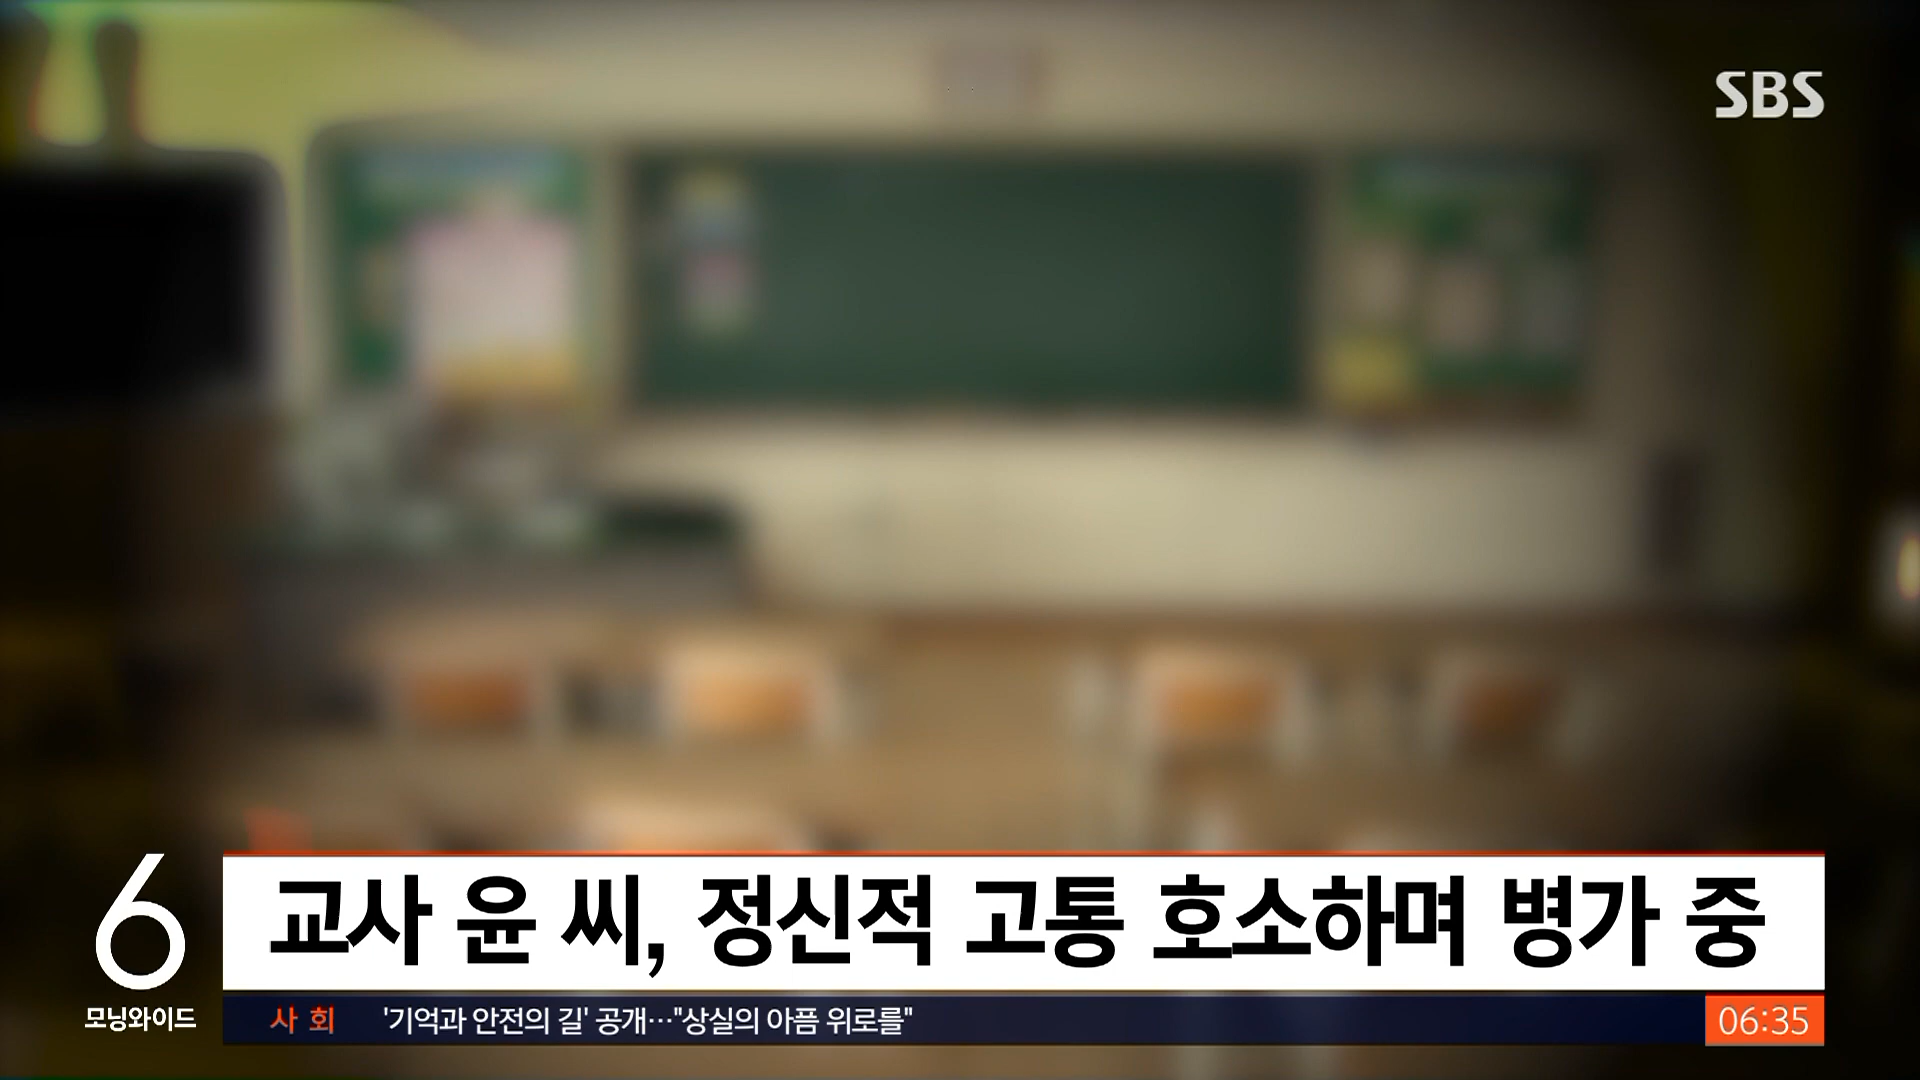 SBS
교사 윤 씨, 정신적 고통 호소하며 병가 중
6
모닝와이드
사 회 '기억과 안전의 길' 공개…"상실의 아픔 위로를"
06:35